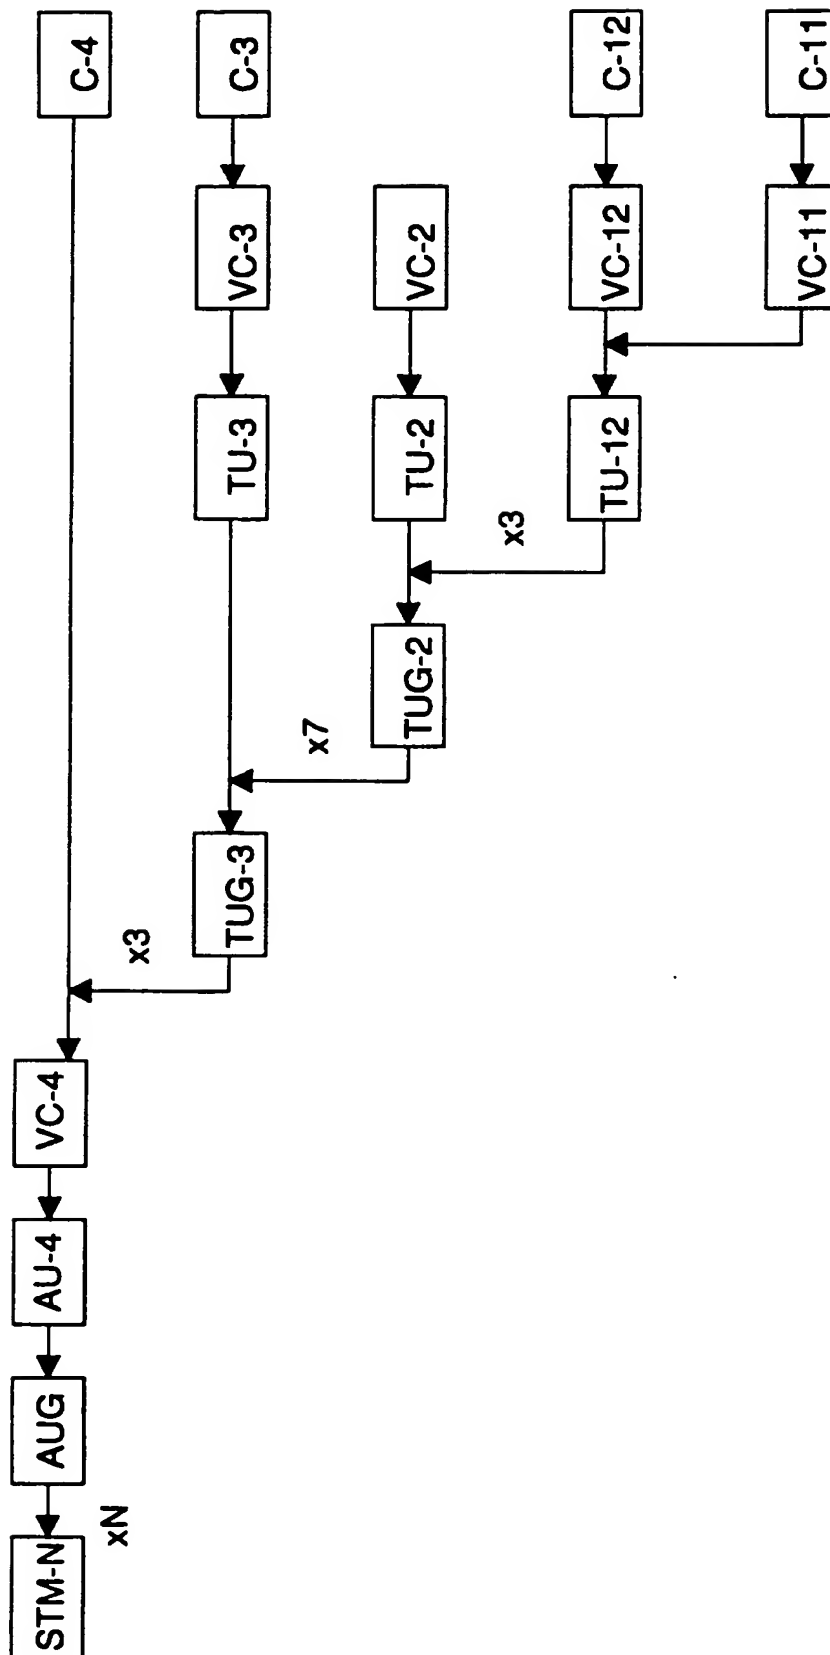 C-4
C-3
C-12
C-11
VC-3
VC-2
VC-12
VC-11
TU-3
TU-2
TU-12
x3
TUG-2
x7
TUG-3
x3
VC-4
AU-4
AUG
xN
STM-N